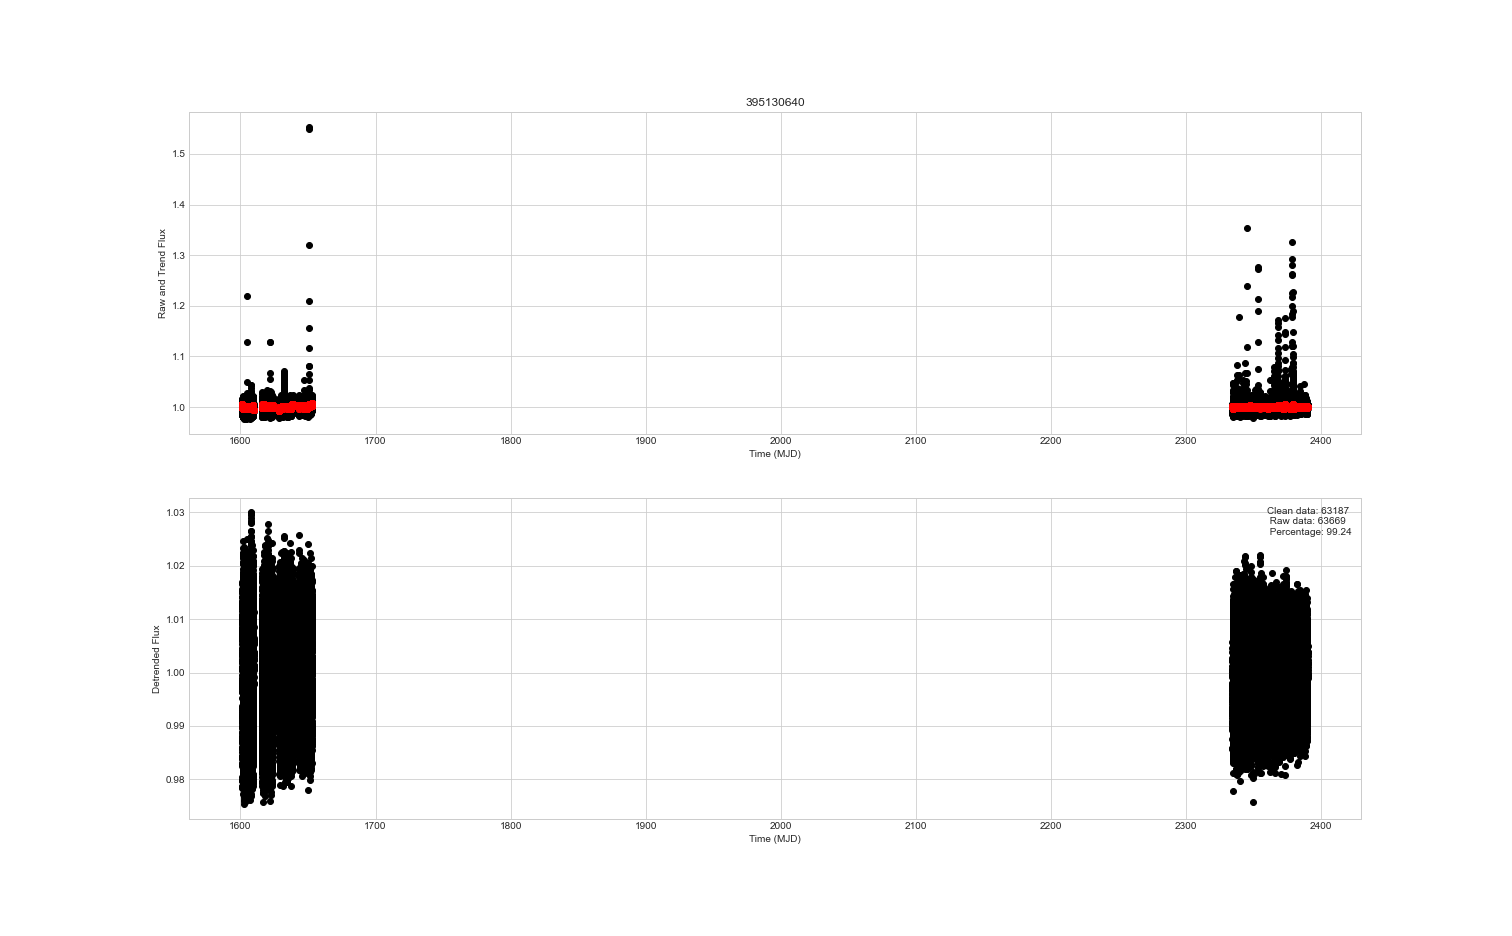 395130640
Raw and Trend Flux
1.5
1.4
1.3
1.2
1.1
1.0
1600 1700 1800 1900 2000 2100 2200 2300 2400
Time (MJD)
Detrended Flux
1.03
1.02
1.01
1.00
0.99
0.98
Clean data: 63187
Raw data: 63669
Percentage: 99.24
1600 1700 1800 1900 2000 2100 2200 2300 2400
Time (MJD)